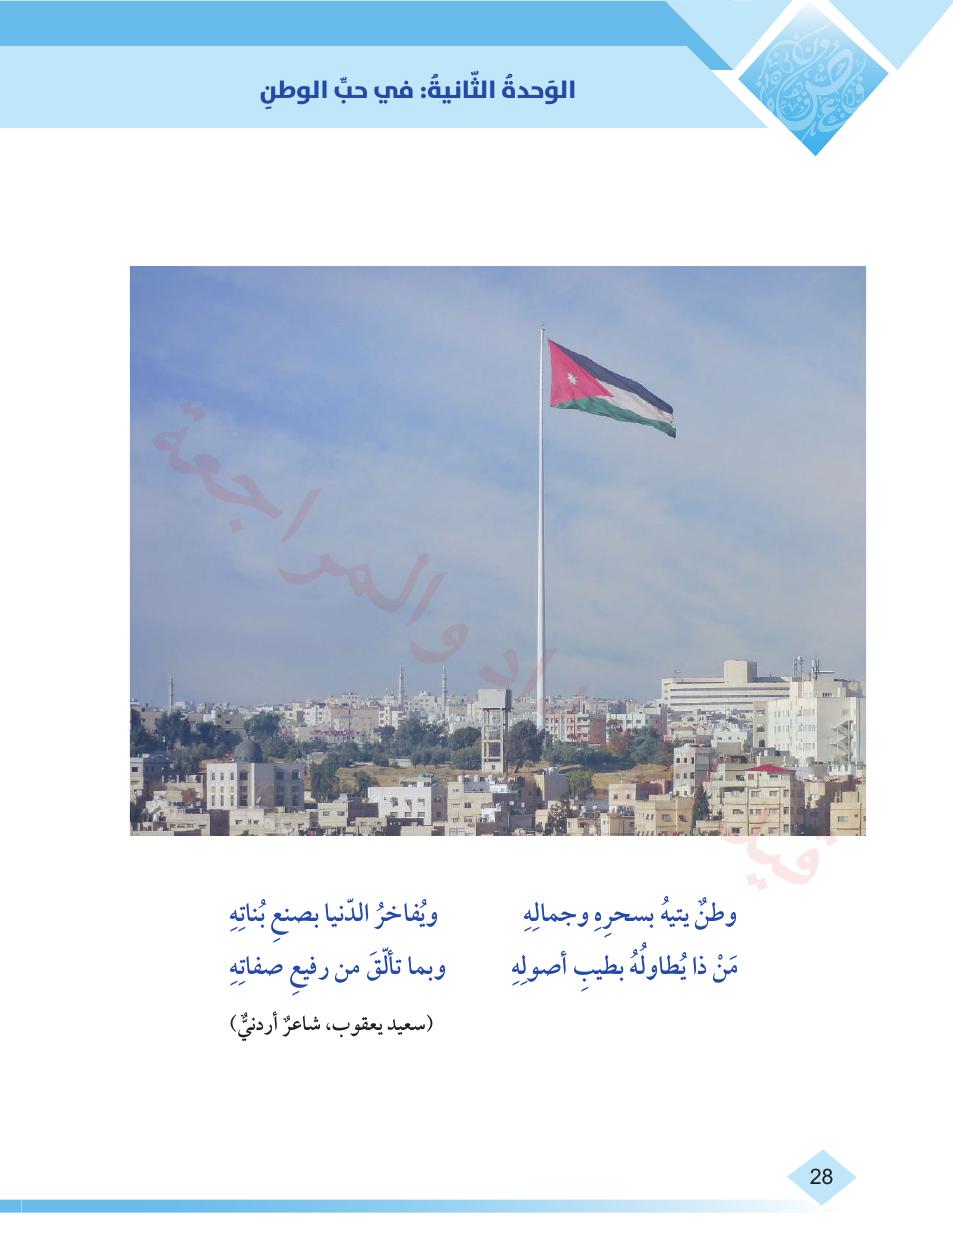 الوَحدةُ الثّانيةُ: في حبِّ الوطنِ
وطنٌ يتيهُ بسحرِهِ وجمالِهِ ويُفاخرُ الدّنيا بصنعِ بُناتِهِ
مَنْ ذا يُطاولُهُ بطيبِ أصولِهِ وبما تألّقَ من رفيعِ صفاتِهِ
(سعيد يعقوب، شاعرٌ أردنيٌّ)
28